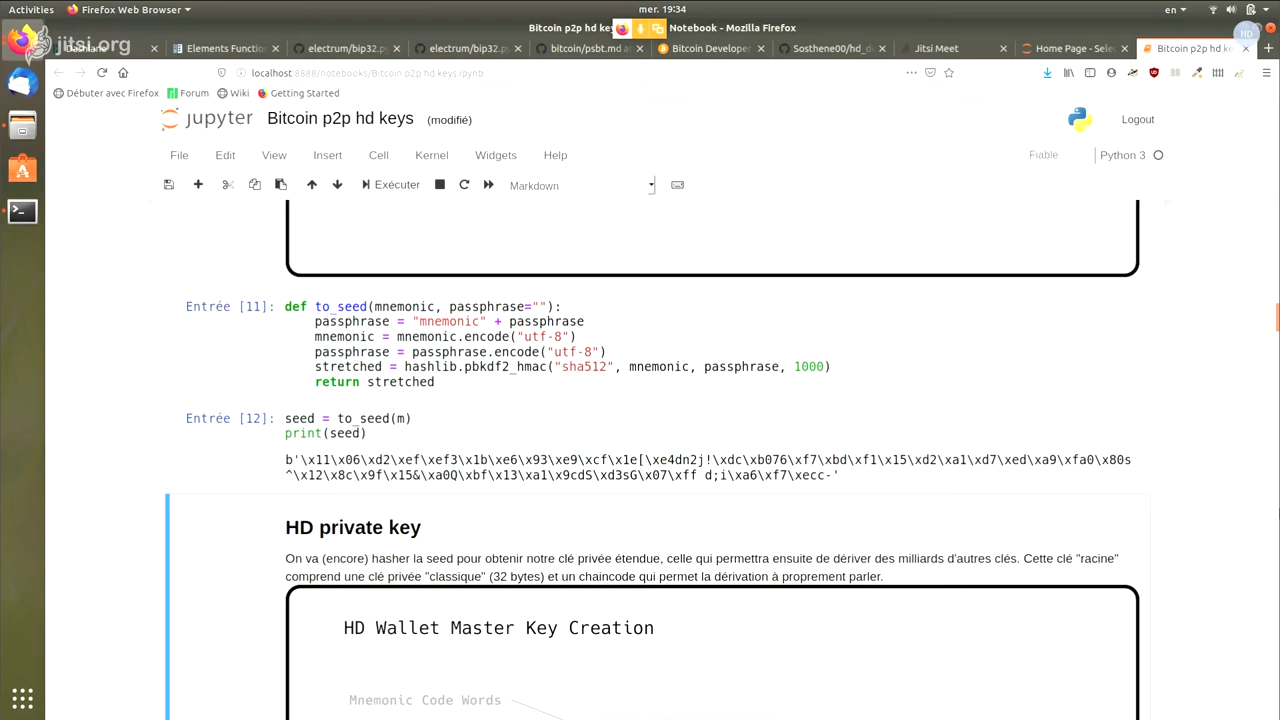 Activities
Firefox Web Browser
mer. 19:34
en
Bitcoin p2p hd ke
Notebook - Mozilla Firefox
jitsi.org
HD
Elements Function
electrum/bip32.p
electrum/bip32.p
bitcoin/psbt.md at
Bitcoin Developer
Sosthene00/hd_d
Jitsi Meet
Home Page - Sele
Bitcoin p2p hd ke
localhost:8888/notebooks/Bitcoin p2p hd keys.ipynb
Débuter avec Firefox
Forum
Wiki
Getting Started
jupyter
Bitcoin p2p hd keys
(modifié)
Logout
File
Edit
View
Insert
Cell
Kernel
Widgets
Help
Fiable
Python 3
Exécuter
Markdown
Entrée [11]: def to_seed(mnemonic, passphrase=""):
passphrase = "mnemonic" + passphrase
mnemonic = mnemonic.encode("utf-8")
passphrase = passphrase.encode("utf-8")
stretched = hashlib.pbkdf2_hmac("sha512", mnemonic, passphrase, 1000)
return stretched
Entrée [12]: seed = to_seed(m)
print(seed)
b'\x11\x06\xd2\xef\xef3\x1b\xe6\x93\xe9\xcf\x1e[\xe4dn2j!\xdc\xb076\xf7\xbd\xf1\x15\xd2\xa1\xd7\xed\xa9\xfa0\x80s
^\x12\x8c\x9f\x15&\xa0Q\xbf\x13\xa1\x9cdS\xd3sG\x07\xff d;i\xa6\xf7\xecc-'
HD private key
On va (encore) hasher la seed pour obtenir notre clé privée étendue, celle qui permettra ensuite de dériver des milliards d'autres clés. Cette clé "racine"
comprend une clé privée "classique" (32 bytes) et un chaincode qui permet la dérivation à proprement parler.
HD Wallet Master Key Creation
Mnemonic Code Words